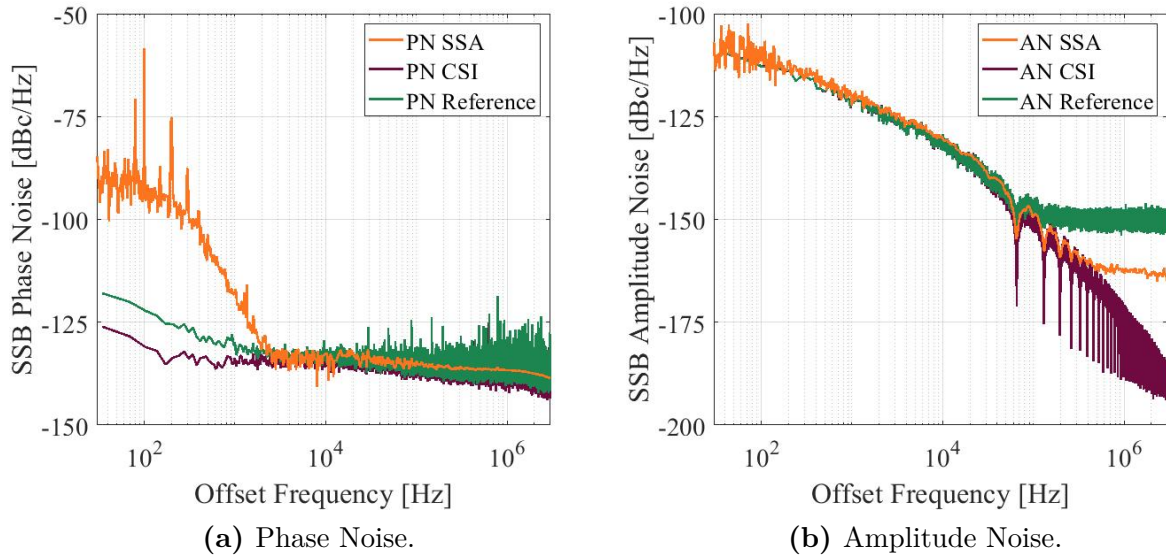 SSB Phase Noise [dBc/Hz]
-50
-75
-100
-125
-150
PN SSA
PN CSI
PN Reference
10^2
10^4
10^6
Offset Frequency [Hz]
(a) Phase Noise.
SSB Amplitude Noise [dBc/Hz]
-100
-125
-150
-175
-200
AN SSA
AN CSI
AN Reference
10^2
10^4
10^6
Offset Frequency [Hz]
(b) Amplitude Noise.